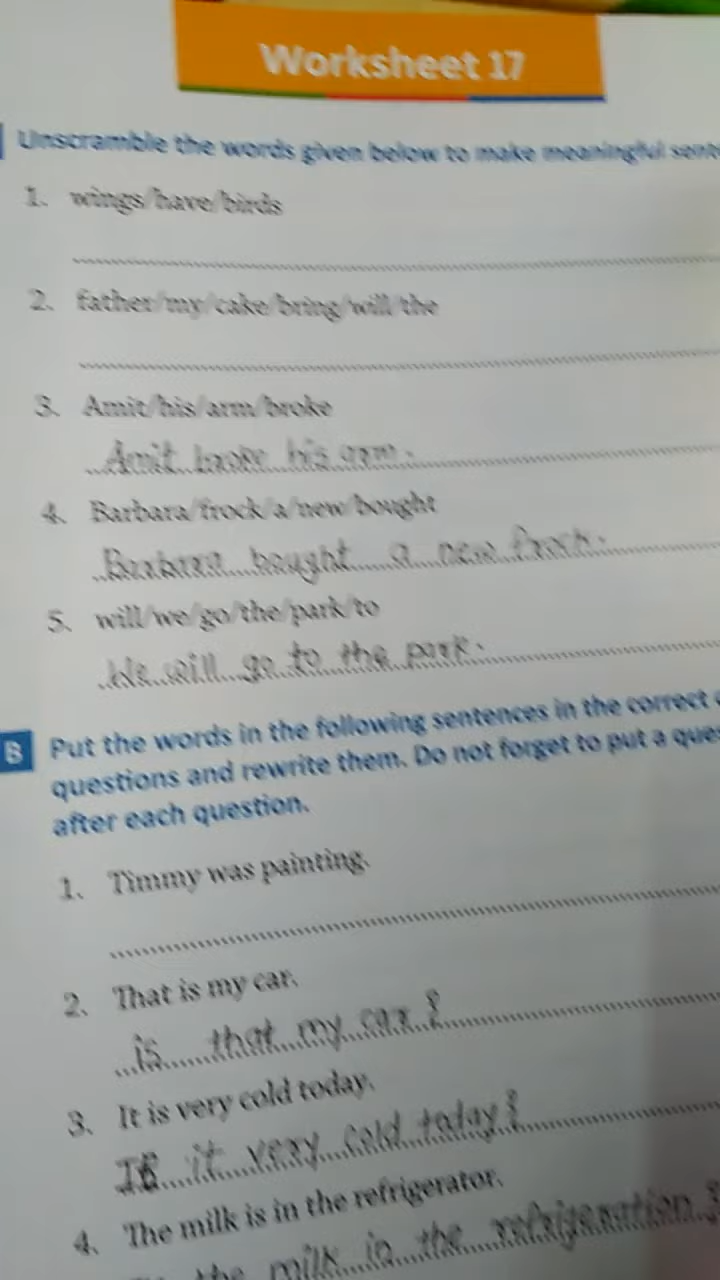 Worksheet 17
Unscramble the words given below to make meaningful
1. wings/have/birds
2. father/my/cake/bring/will/the
3. Amit/his/arm/broke
Amit broke his arm.
4. Barbara/frock/a/new/bought
Barbara bought a new frock.
5. will/we/go/the/park/to
We will go to the park.
B Put the words in the following sentences in the correct
questions and rewrite them. Do not forget to put a
after each question.
1. Timmy was painting.
2. That is my car.
is that my car?
3. It is very cold today.
it very cold today?
4. The milk is in the refrigerator.
the milk in the refrigeration?